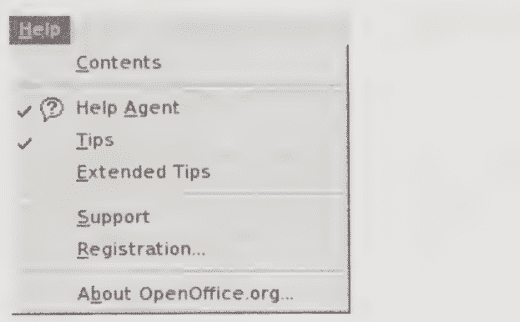 Help
Contents
Help Agent
Tips
Extended Tips
Support
Registration...
About OpenOffice.org...